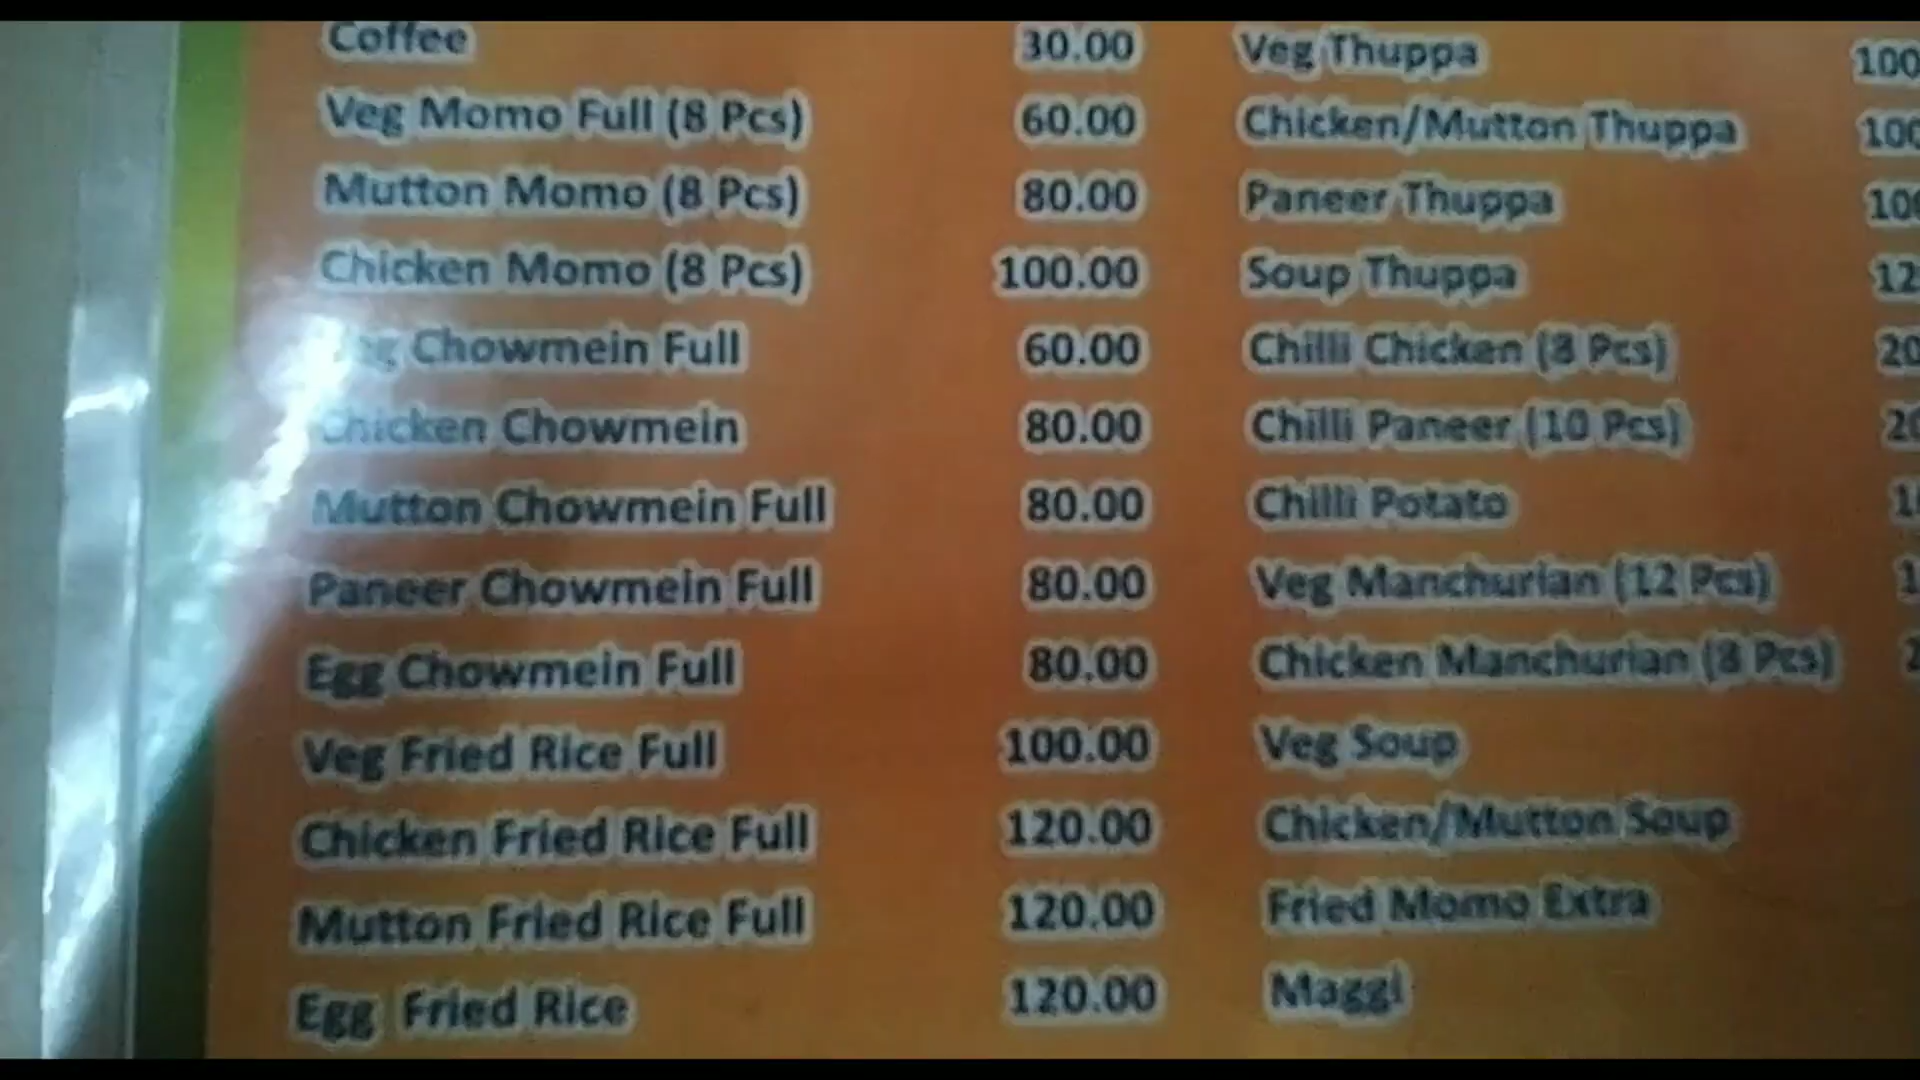 Coffee 30.00
Veg Momo Full (8 Pcs) 60.00
Mutton Momo (8 Pcs) 80.00
Chicken Momo (8 Pcs) 100.00
Chowmein Full 60.00
Chicken Chowmein 80.00
Mutton Chowmein Full 80.00
Paneer Chowmein Full 80.00
Egg Chowmein Full 80.00
Veg Fried Rice Full 100.00
Chicken Fried Rice Full 120.00
Mutton Fried Rice Full 120.00
Egg Fried Rice 120.00
Veg Thuppa
Chicken/Mutton Thuppa
Paneer Thuppa
Soup Thuppa
Chilli Chicken (8 Pcs)
Chilli Paneer (10 Pcs)
Chilli Potato
Veg Manchurian (12 Pcs)
Chicken Manchurian (8 Pcs)
Veg Soup
Chicken/Mutton Soup
Fried Momo Extra
Maggi